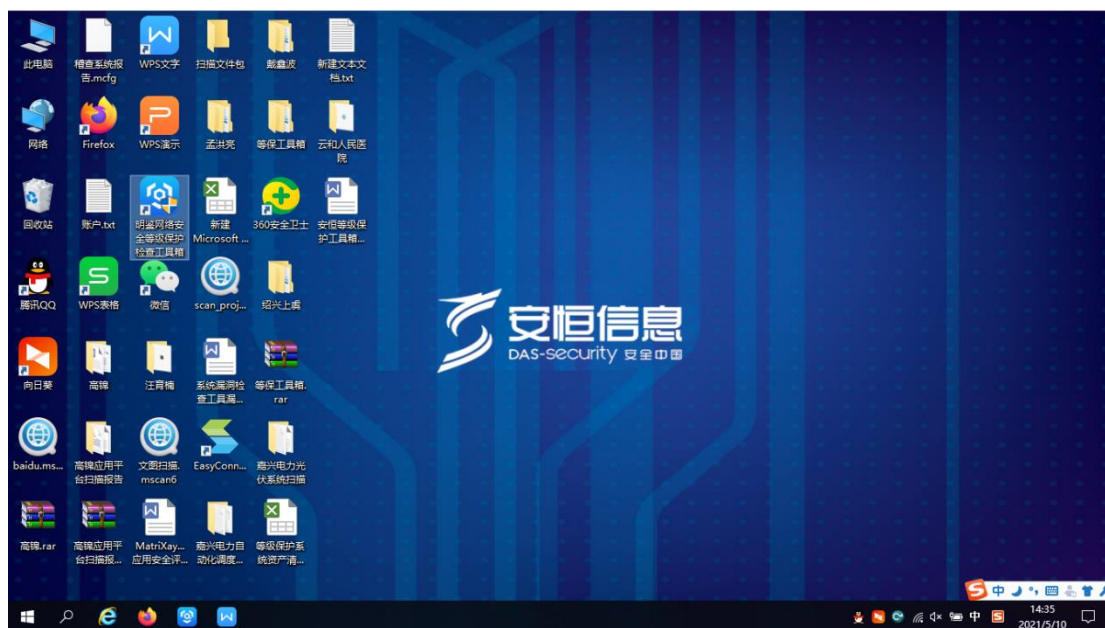 此电脑
稽查系统报
告.mcfg
WPS文字
扫描文件包
戴鑫波
新建文本文
档.txt
网络
Firefox
WPS演示
孟洪亮
等保工具箱
云和人民医
院
回收站
账户.txt
明鉴网络安
全等级保护
检查工具箱
新建
Microsoft ...
360安全卫士
安恒等级保
护工具箱...
腾讯QQ
WPS表格
微信
scan_proj...
绍兴上虞
向日葵
高锦
汪育楠
系统漏洞检
查工具漏...
等保工具箱.
rar
baidu.ms...
高锦应用平
台扫描报告
文图扫描.
mscan6
EasyConn...
嘉兴电力光
伏系统扫描
高锦.rar
高锦应用平
台扫描报...
MatriXay...
应用安全评...
嘉兴电力自
动化调度...
等级保护系
统资产清...
安恒信息
DAS-security 安全中国
中
中
14:35
2021/5/10